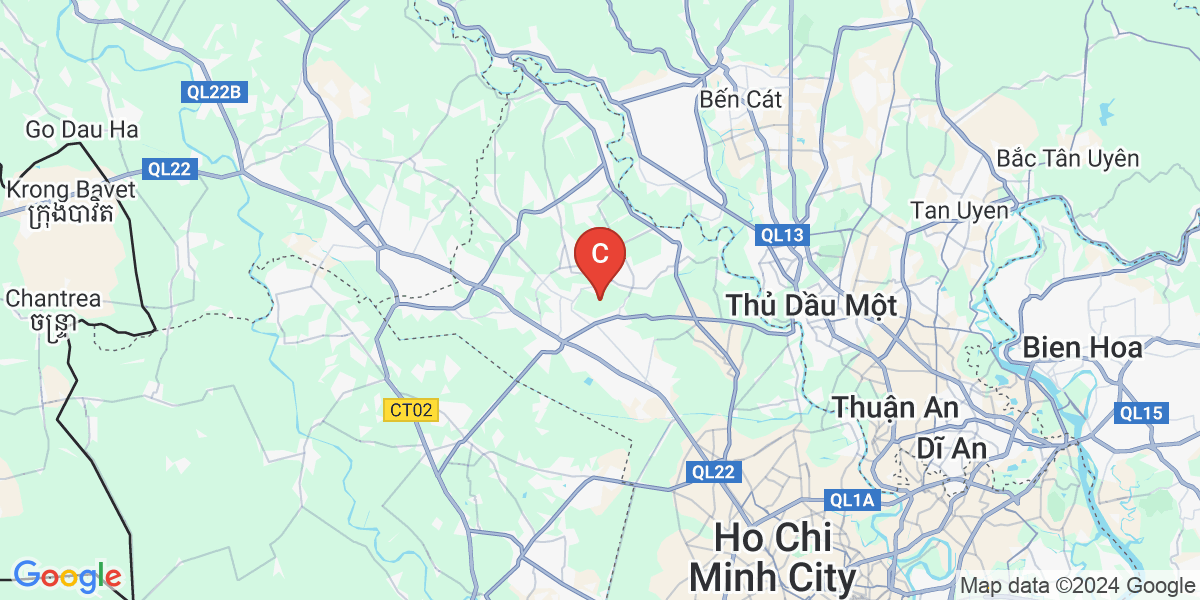 QL22B
Bến Cát
Go Dau Ha
Bắc Tân Uyên
QL22
Krong Bavet
ក្រុងបាវិត
Tan Uyen
QL13
C
Chantrea
ចន្ទ្រា
Thủ Dầu Một
Bien Hoa
CT02
Thuận An
QL15
Dĩ An
QL22
QL1A
Ho Chi
Minh City
Google
Map data ©2024 Google